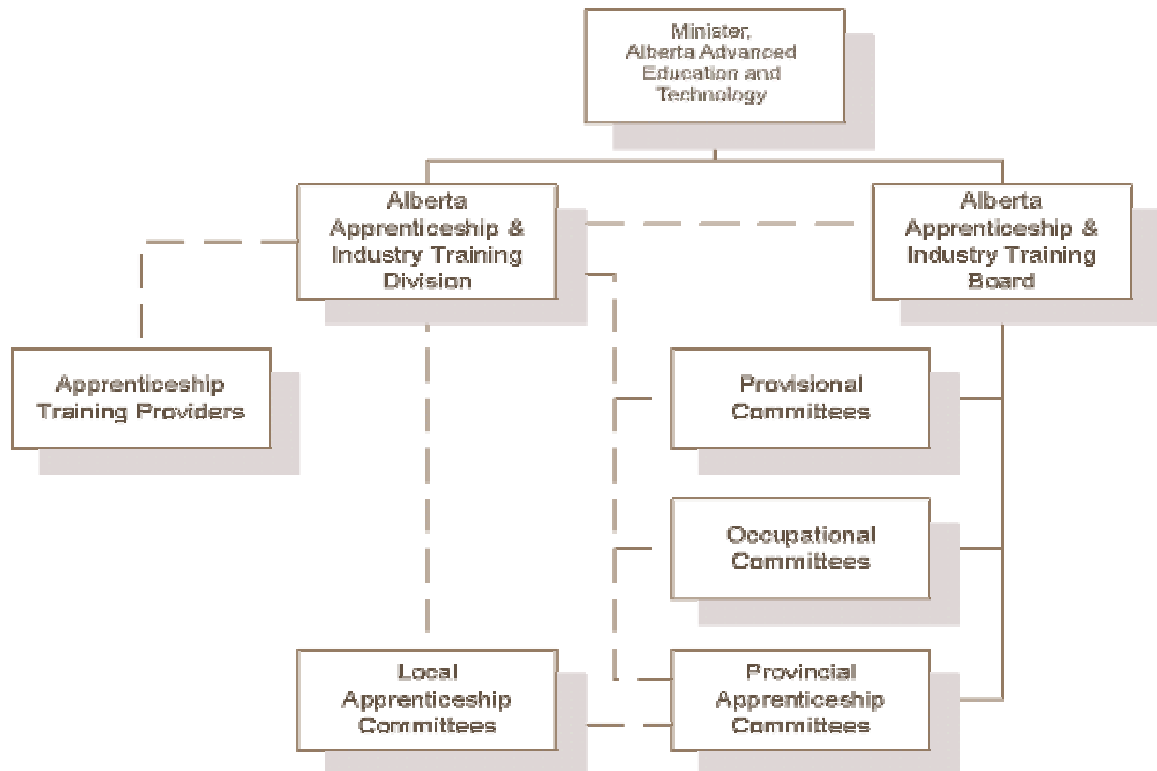 Minister,
Alberta Advanced
Education and
Technology
Alberta
Apprenticeship &
Industry Training
Division
Alberta
Apprenticeship &
Industry Training
Board
Apprenticeship
Training Providers
Provisional
Committees
Occupational
Committees
Local
Apprenticeship
Committees
Provincial
Apprenticeship
Committees